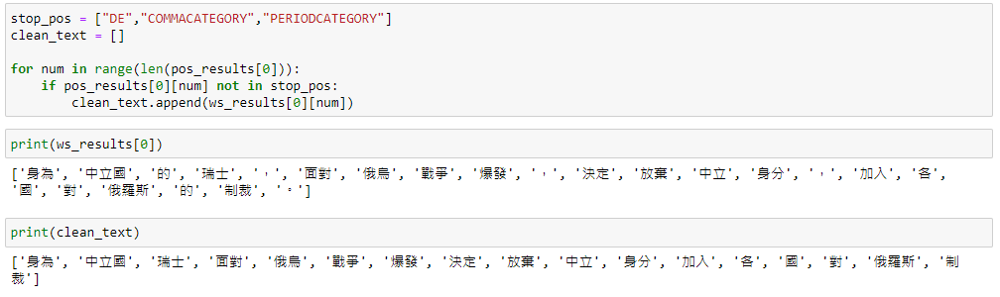 stop_pos = ["DE","COMMACATEGORY","PERIODCATEGORY"]
clean_text = []
for num in range(len(pos_results[0])):
    if pos_results[0][num] not in stop_pos:
        clean_text.append(ws_results[0][num])
print(ws_results[0])
['身為', '中立國', '的', '瑞士', ',', '面對', '俄烏', '戰爭', '爆發', ',', '決定', '放棄', '中立', '身分', ',', '加入', '各',
'國', '對', '俄羅斯', '的', '制裁', '。']
print(clean_text)
['身為', '中立國', '瑞士', '面對', '俄烏', '戰爭', '爆發', '決定', '放棄', '中立', '身分', '加入', '各', '國', '對', '俄羅斯', '制
裁']